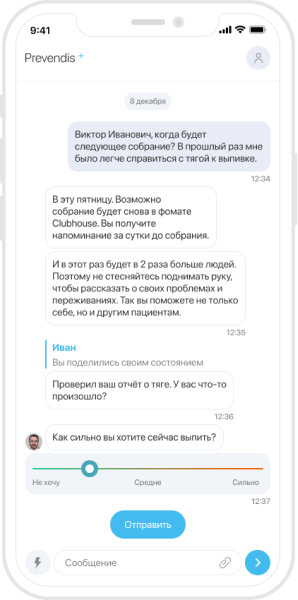 9:41
Prevendis +
8 декабря
Виктор Иванович, когда будет
следующее собрание? В прошлый раз мне
было легче справиться с тягой к выпивке.
12:34
В эту пятницу. Возможно
собрание будет снова в фомате
Clubhouse. Вы получите
напоминание за сутки до собрания.
И в этот раз будет в 2 раза больше людей.
Поэтому не стесняйтесь поднимать руку,
чтобы рассказать о своих проблемах и
переживаниях. Так вы поможете не только
себе, но и другим пациентам.
12:35
Иван
Вы поделились своим состоянием
Проверил ваш отчёт о тяге. У вас что-то
произошло?
12:36
Как сильно вы хотите сейчас выпить?
Не хочу Средне Сильно
12:37
Отправить
Сообщение